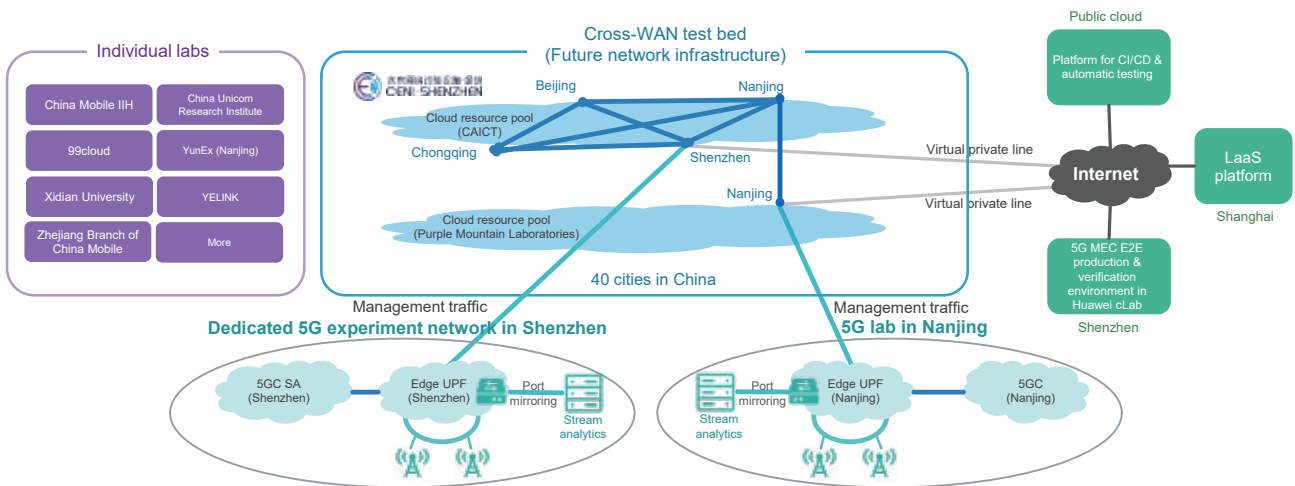 Individual labs
China Mobile IIH
China Unicom
Research Institute
99cloud
YunEx (Nanjing)
Xidian University
YELINK
Zhejiang Branch of
China Mobile
More
Cross-WAN test bed
(Future network infrastructure)
CENI-SHENZHEN
Beijing
Nanjing
Cloud resource pool
(CAICT)
Chongqing
Shenzhen
Nanjing
Cloud resource pool
(Purple Mountain Laboratories)
40 cities in China
Virtual private line
Virtual private line
Public cloud
Platform for CI/CD &
automatic testing
Internet
LaaS
platform
Shanghai
5G MEC E2E
production &
verification
environment in
Huawei cLab
Shenzhen
Management traffic
Dedicated 5G experiment network in Shenzhen
5GC SA
(Shenzhen)
Edge UPF
(Shenzhen)
Port
mirroring
Stream
analytics
Management traffic
5G lab in Nanjing
Stream
analytics
Port
mirroring
Edge UPF
(Nanjing)
5GC
(Nanjing)